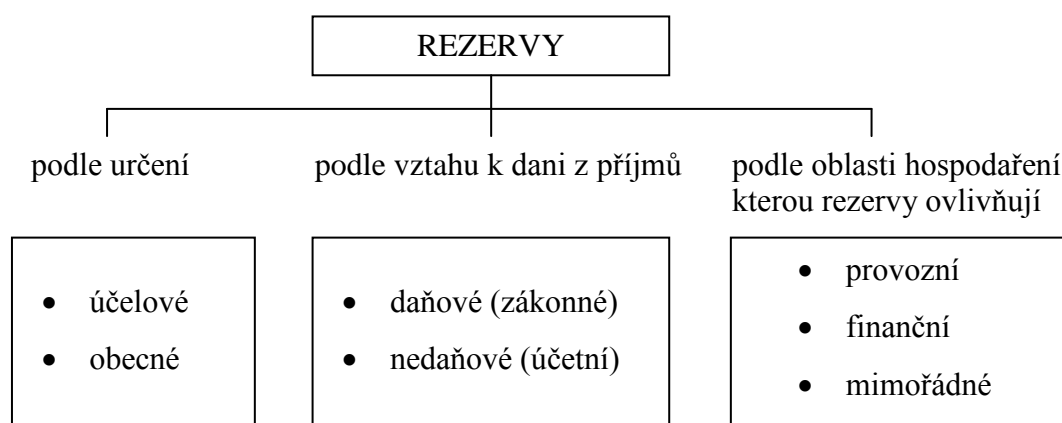 REZERVY
podle určení
podle vztahu k dani z příjmů
podle oblasti hospodaření
kterou rezervy ovlivňují
• účelové
• obecné
• daňové (zákonné)
• nedaňové (účetní)
• provozní
• finanční
• mimořádné